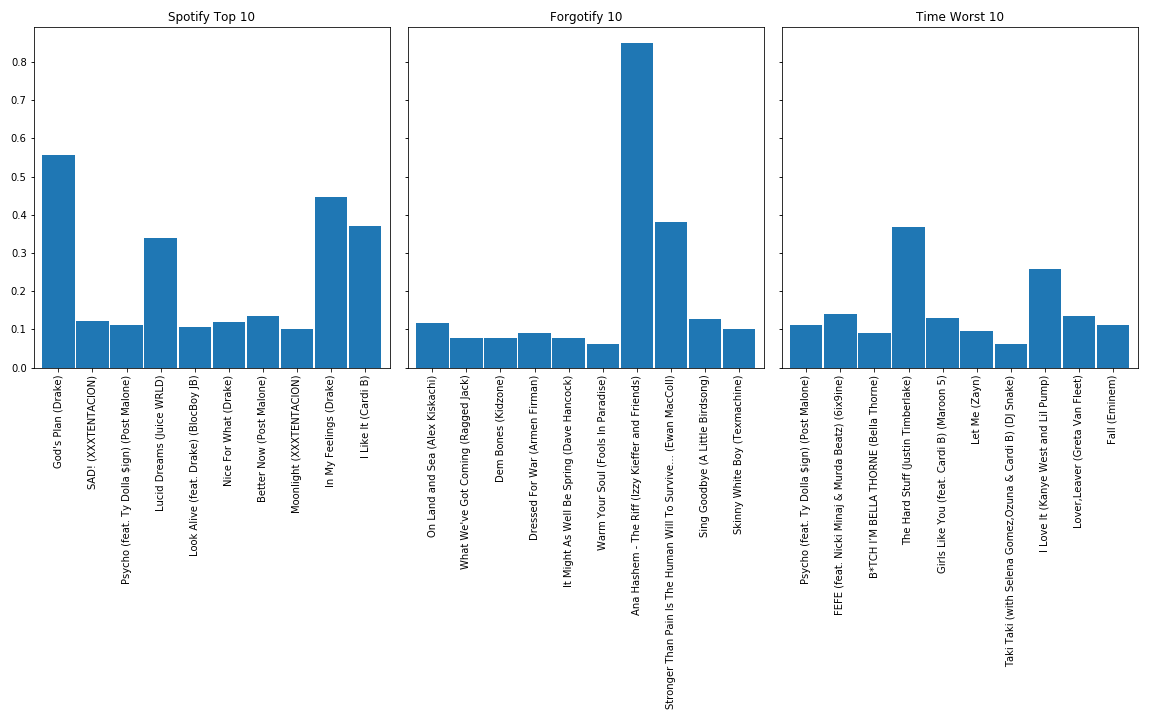 Spotify Top 10
Forgotify 10
Time Worst 10
0.8
0.7
0.6
0.5
0.4
0.3
0.2
0.1
0.0
God's Plan (Drake)
SAD! (XXXTENTACION)
Psycho (feat. Ty Dolla $ign) (Post Malone)
Lucid Dreams (Juice WRLD)
Look Alive (feat. Drake) (BlocBoy JB)
Nice For What (Drake)
Better Now (Post Malone)
Moonlight (XXXTENTACION)
In My Feelings (Drake)
I Like It (Cardi B)
On Land and Sea (Alex Kiskachi)
What We've Got Coming (Ragged Jack)
Dem Bones (Kidzone)
Dressed For War (Armen Firman)
It Might As Well Be Spring (Dave Hancock)
Warm Your Soul (Fools In Paradise)
Ana Hashem - The Riff (Izzy Kieffer and Friends)
Stronger Than Pain Is The Human Will To Survive... (Ewan MacColl)
Sing Goodbye (A Little Birdsong)
Skinny White Boy (Texmachine)
Psycho (feat. Ty Dolla $ign) (Post Malone)
FEFE (feat. Nicki Minaj & Murda Beatz) (6ix9ine)
B*TCH I'M BELLA THORNE (Bella Thorne)
The Hard Stuff (Justin Timberlake)
Girls Like You (feat. Cardi B) (Maroon 5)
Let Me (Zayn)
Taki Taki (with Selena Gomez,Ozuna & Cardi B) (DJ Snake)
I Love It (Kanye West and Lil Pump)
Lover,Leaver (Greta Van Fleet)
Fall (Eminem)